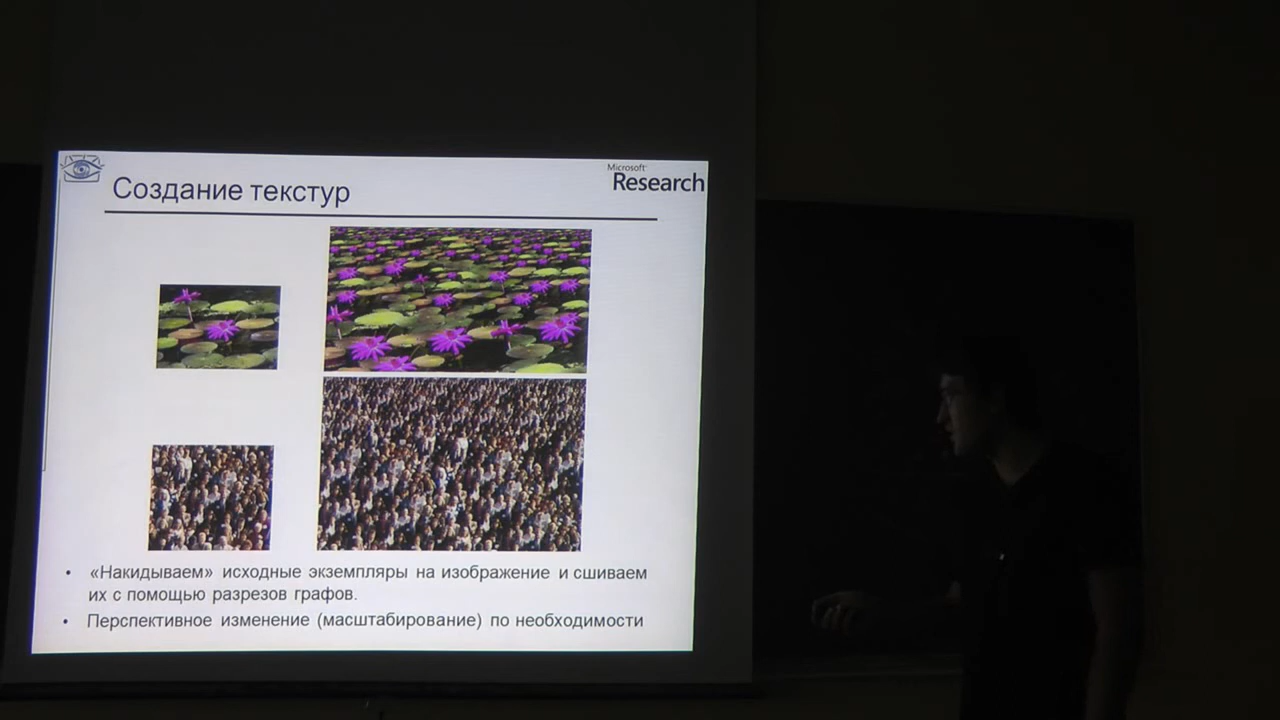 Microsoft
Research
Создание текстур
• «Накидываем» исходные экземпляры на изображение и сшиваем
их с помощью разрезов графов.
• Перспективное изменение (масштабирование) по необходимости